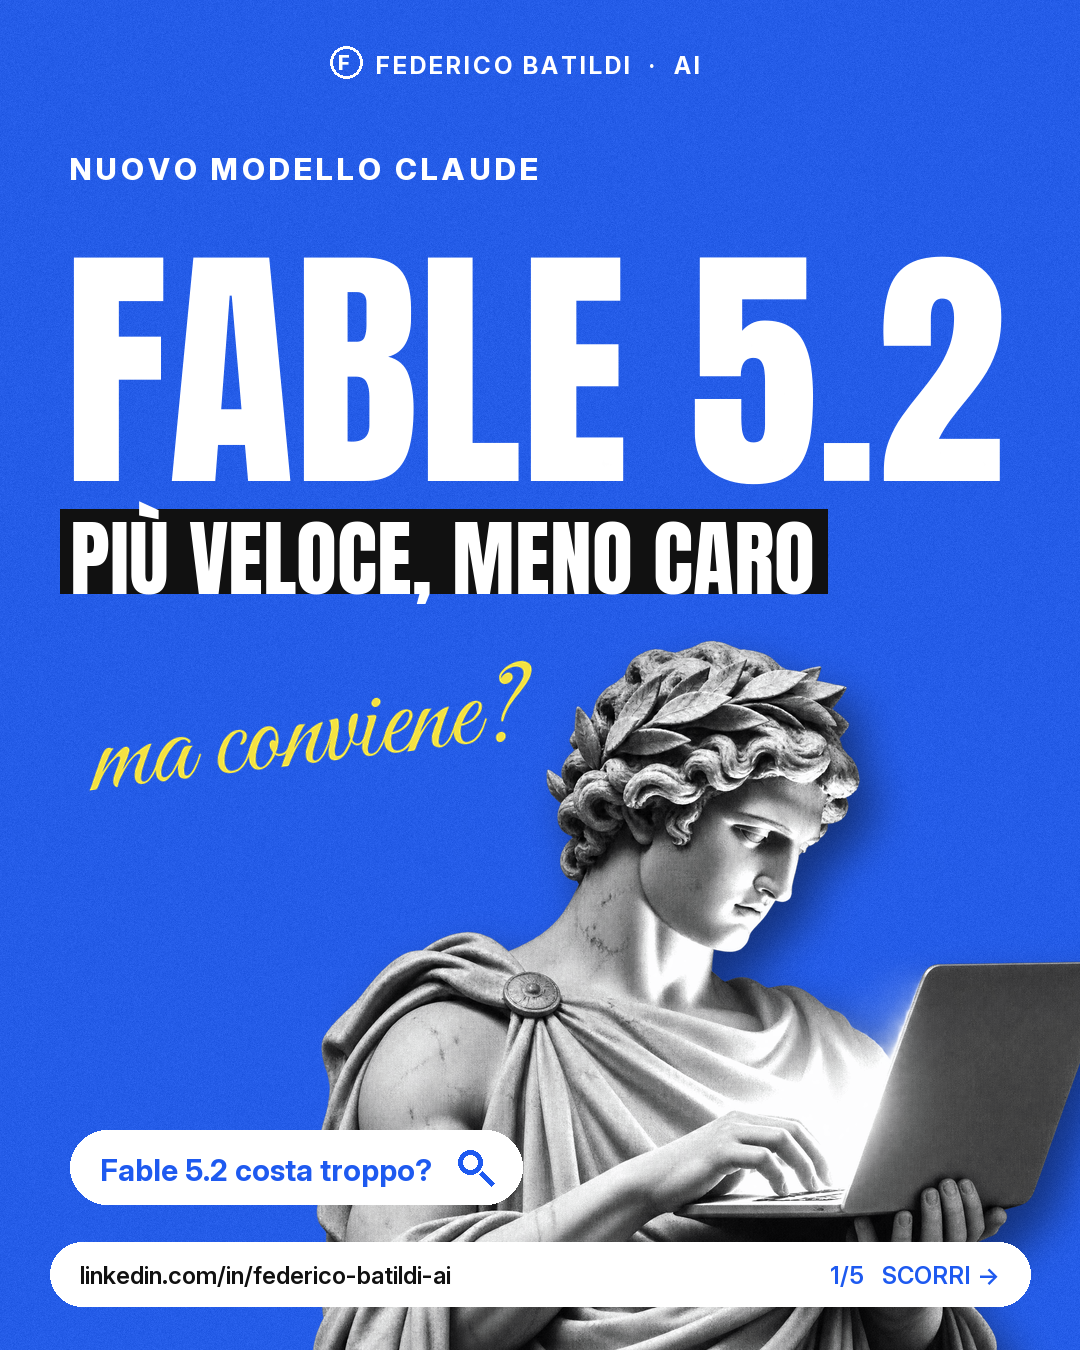 F FEDERICO BATILDI · AI
NUOVO MODELLO CLAUDE
FABLE 5.2
PIÙ VELOCE, MENO CARO
ma conviene?
Fable 5.2 costa troppo?
linkedin.com/in/federico-batildi-ai 1/5 SCORRI →